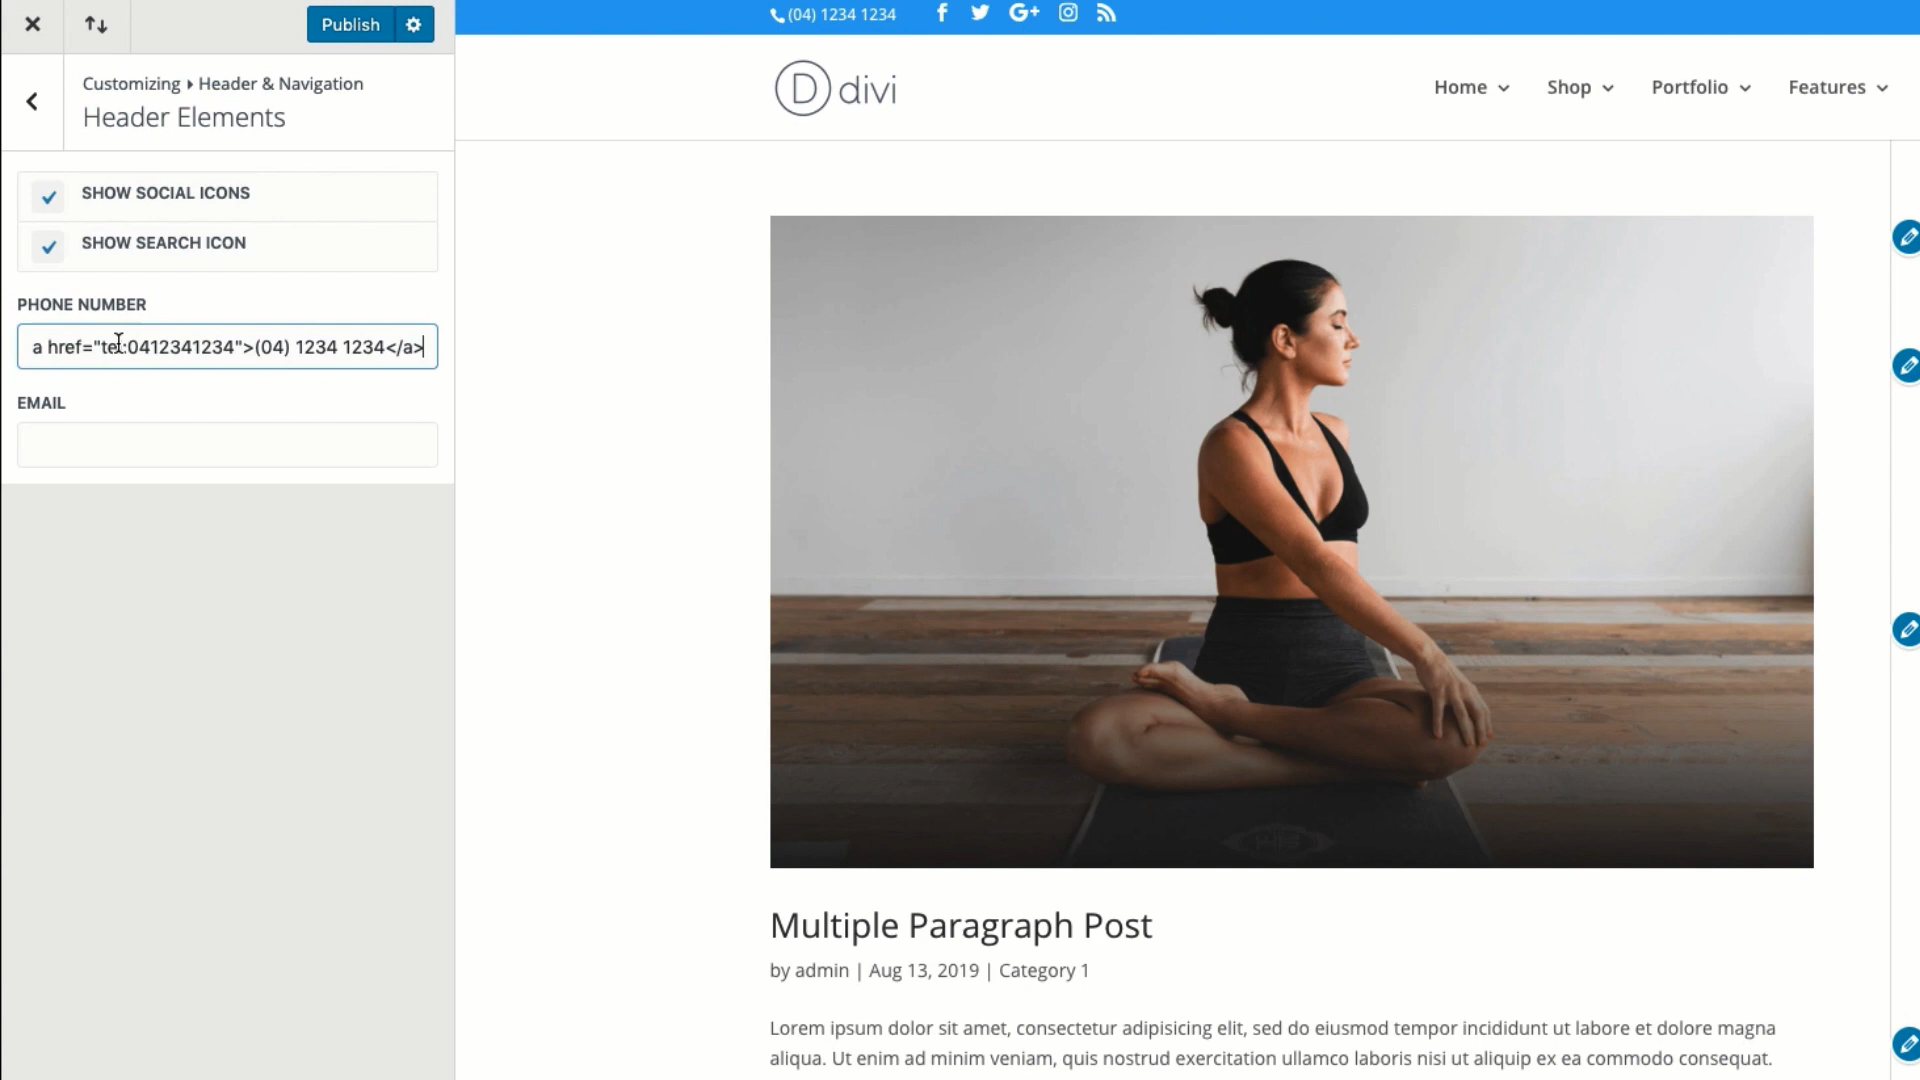 Publish
Customizing ▸ Header & Navigation
Header Elements
SHOW SOCIAL ICONS
SHOW SEARCH ICON
PHONE NUMBER
a href="tel:0412341234">(04) 1234 1234</a>
EMAIL
(04) 1234 1234
D divi
Home
Shop
Portfolio
Features
Multiple Paragraph Post
by admin | Aug 13, 2019 | Category 1
Lorem ipsum dolor sit amet, consectetur adipisicing elit, sed do eiusmod tempor incididunt ut labore et dolore magna
aliqua. Ut enim ad minim veniam, quis nostrud exercitation ullamco laboris nisi ut aliquip ex ea commodo consequat.